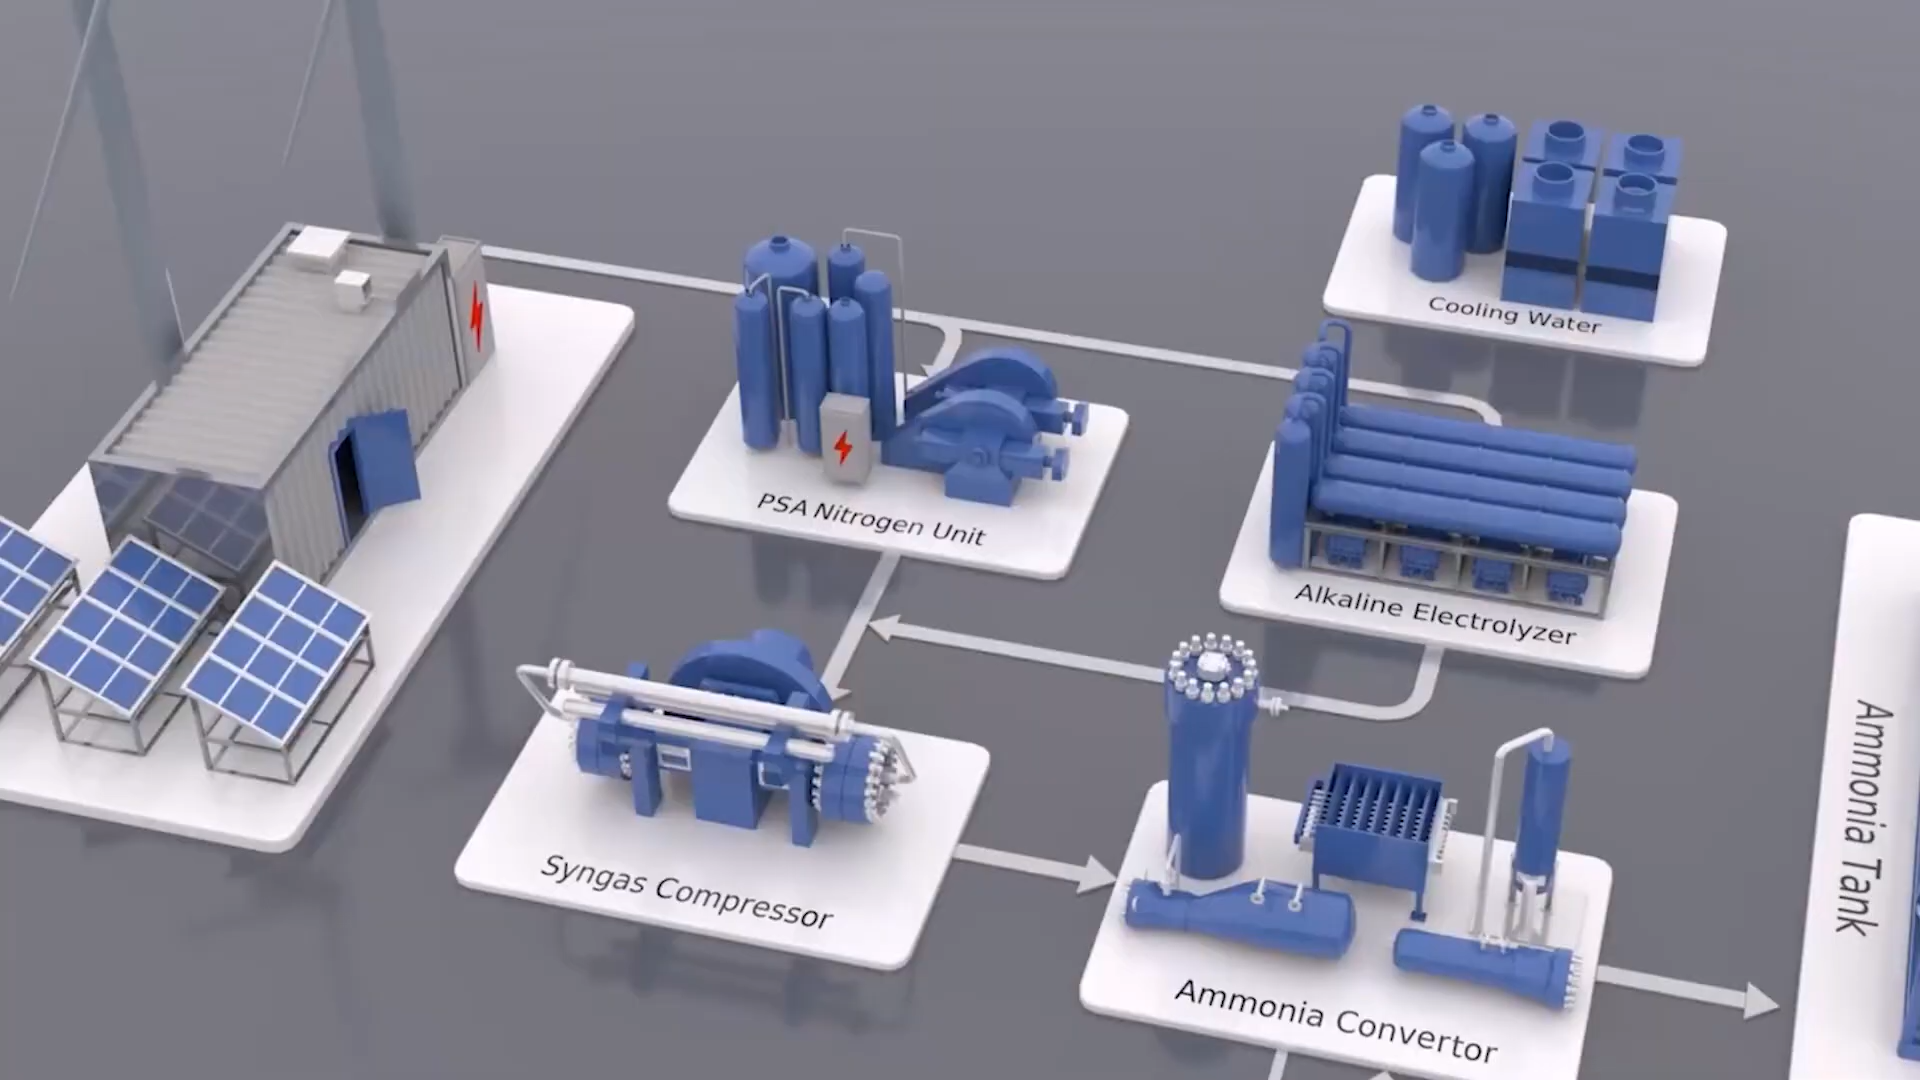 Cooling Water
PSA Nitrogen Unit
Alkaline Electrolyzer
Syngas Compressor
Ammonia Convertor
Ammonia Tank